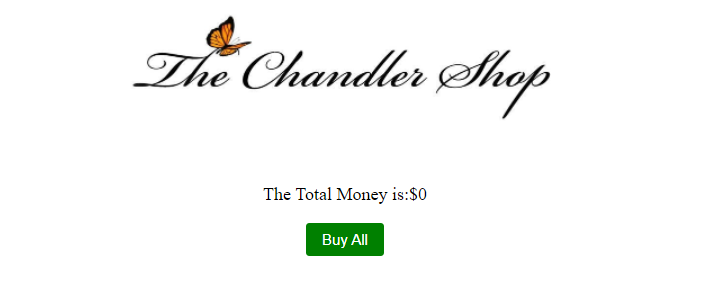 The Chandler Shop
The Total Money is:$0
Buy All